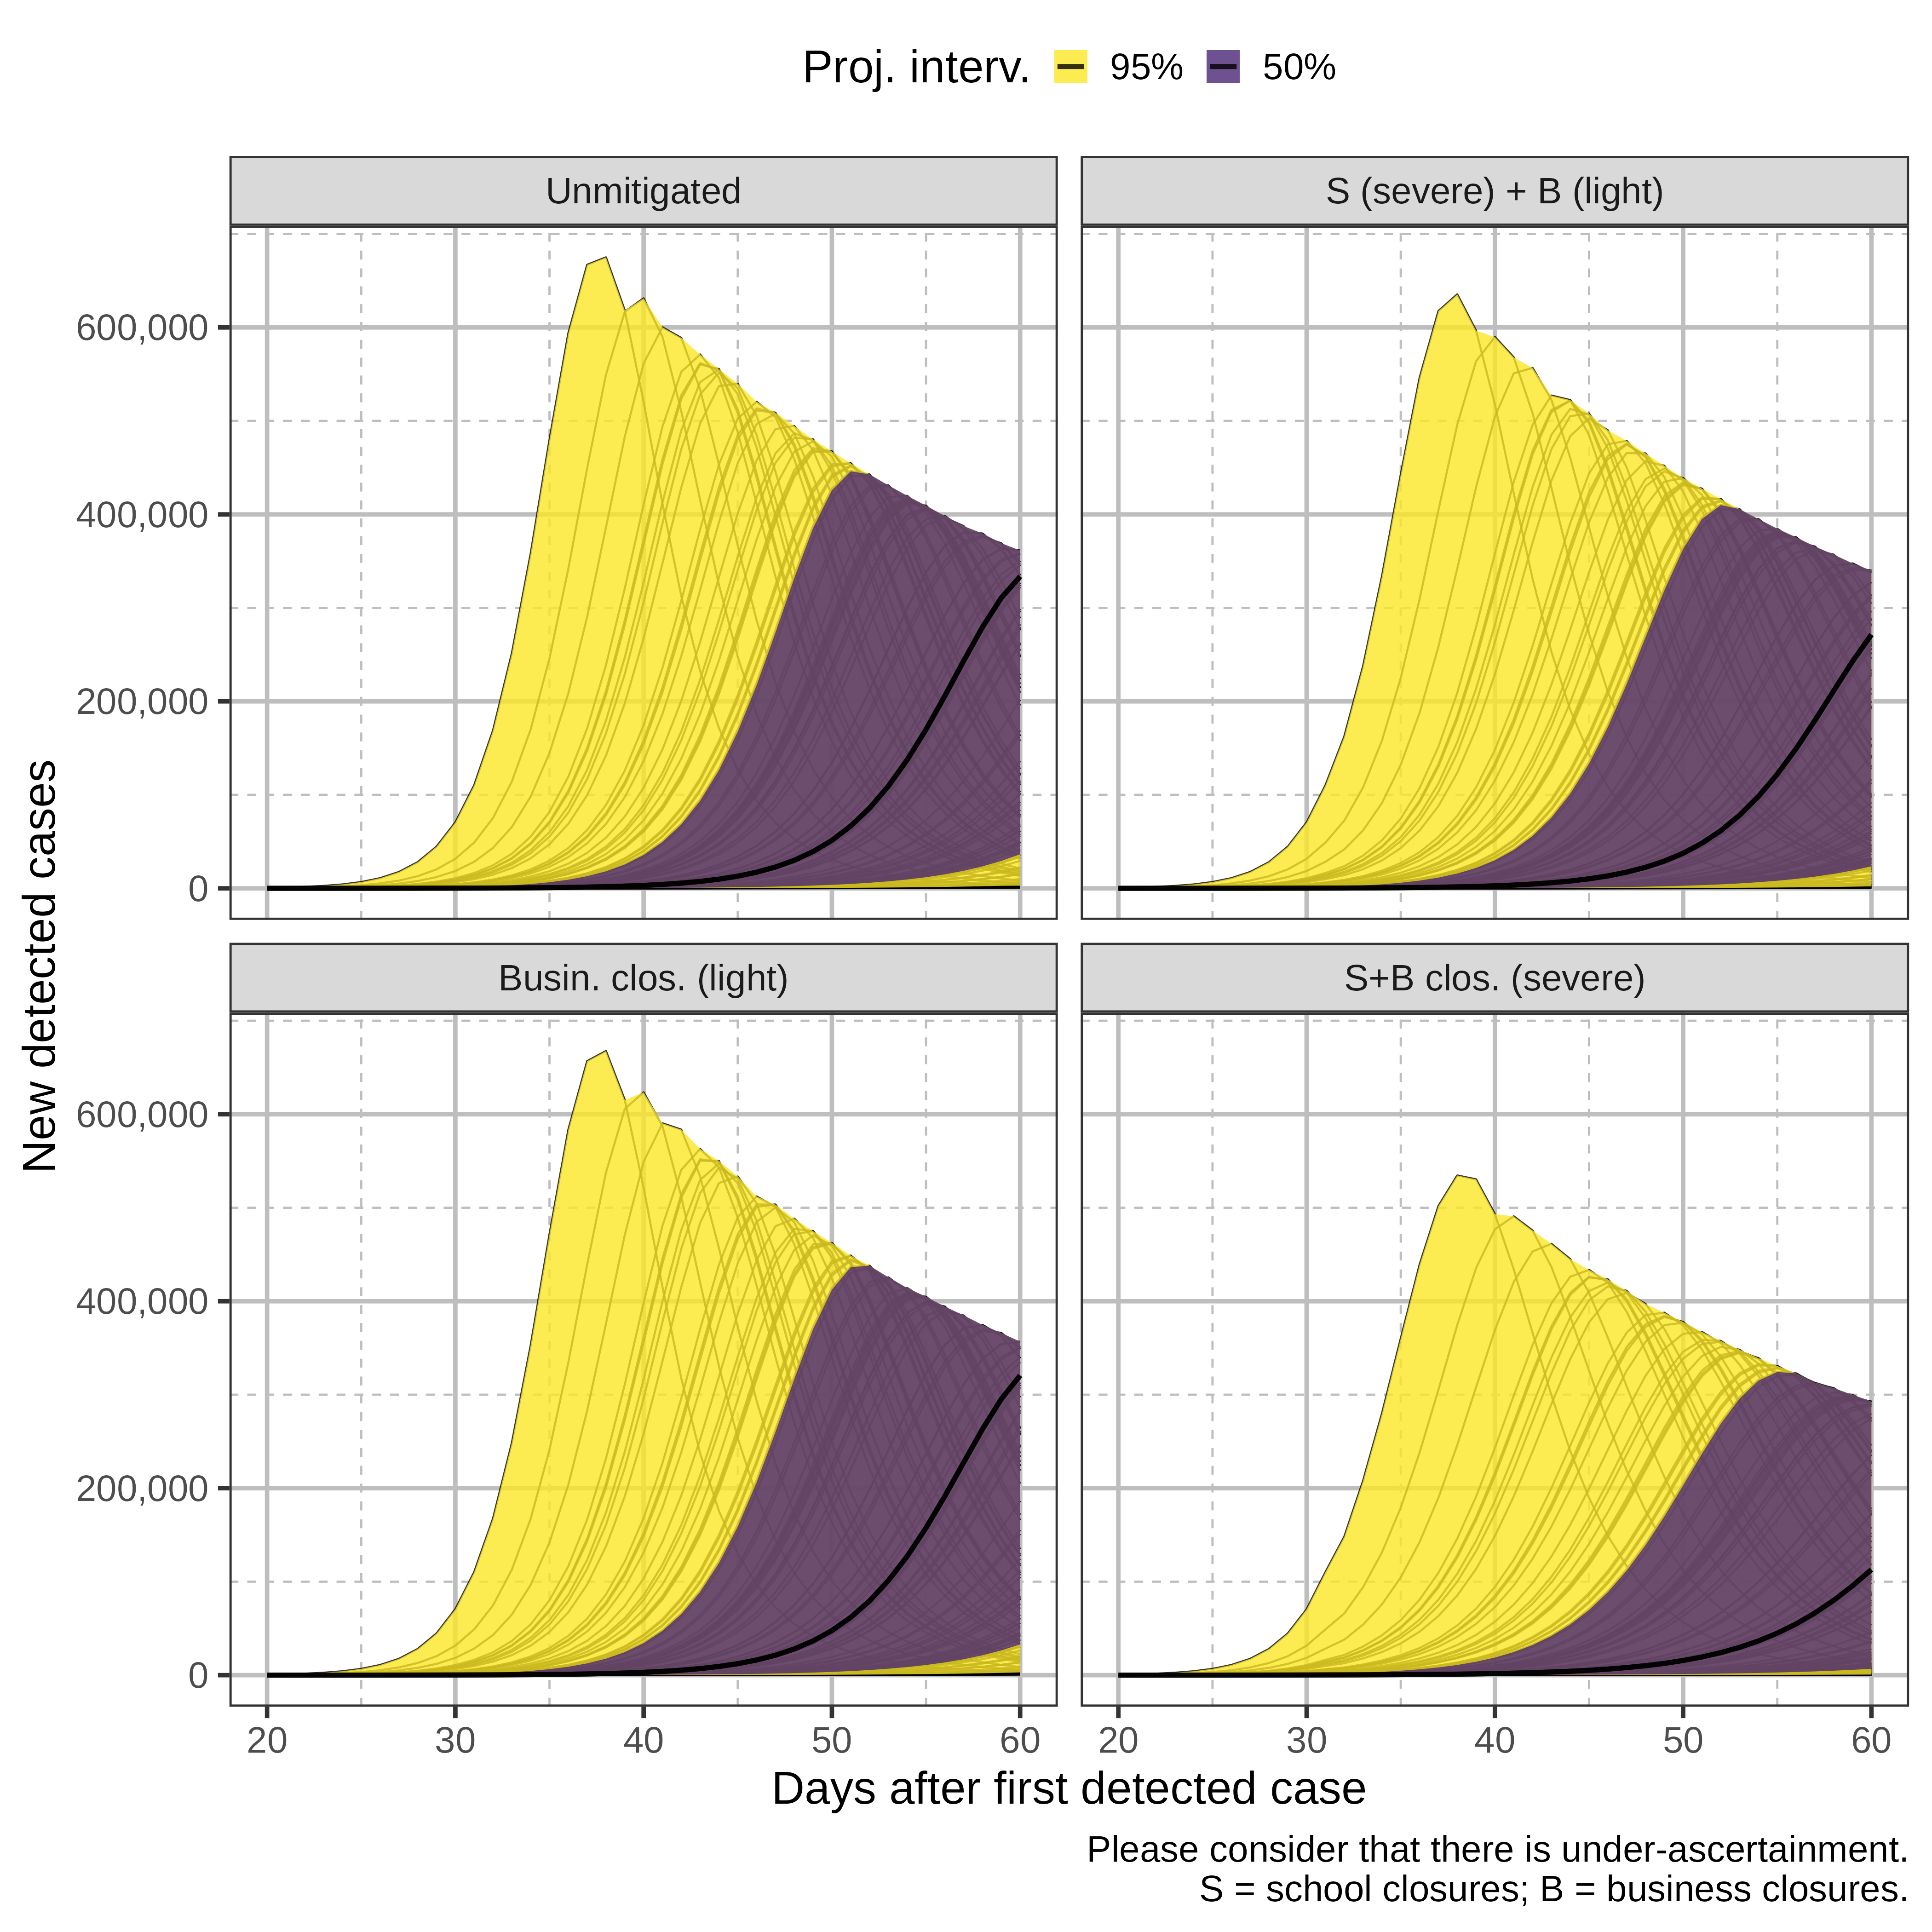 Proj. interv. 95% 50%
Unmitigated
S (severe) + B (light)
600,000
400,000
200,000
0
Busin. clos. (light)
S+B clos. (severe)
600,000
400,000
200,000
0
New detected cases
20 30 40 50 60
20 30 40 50 60
Days after first detected case
Please consider that there is under-ascertainment.
S = school closures; B = business closures.